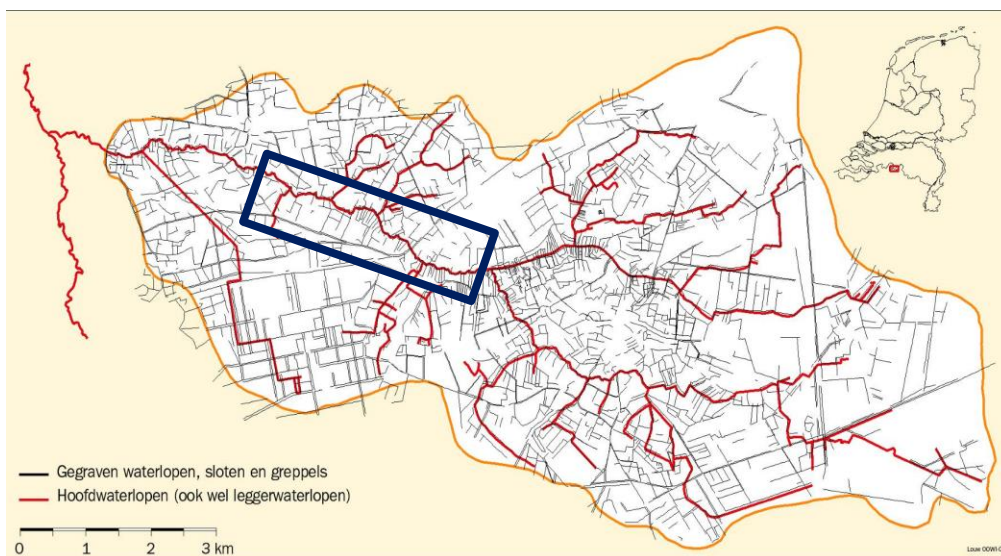 Gegraven waterlopen, sloten en greppels
Hoofdwaterlopen (ook wel leggerwaterlopen)
0 1 2 3 km